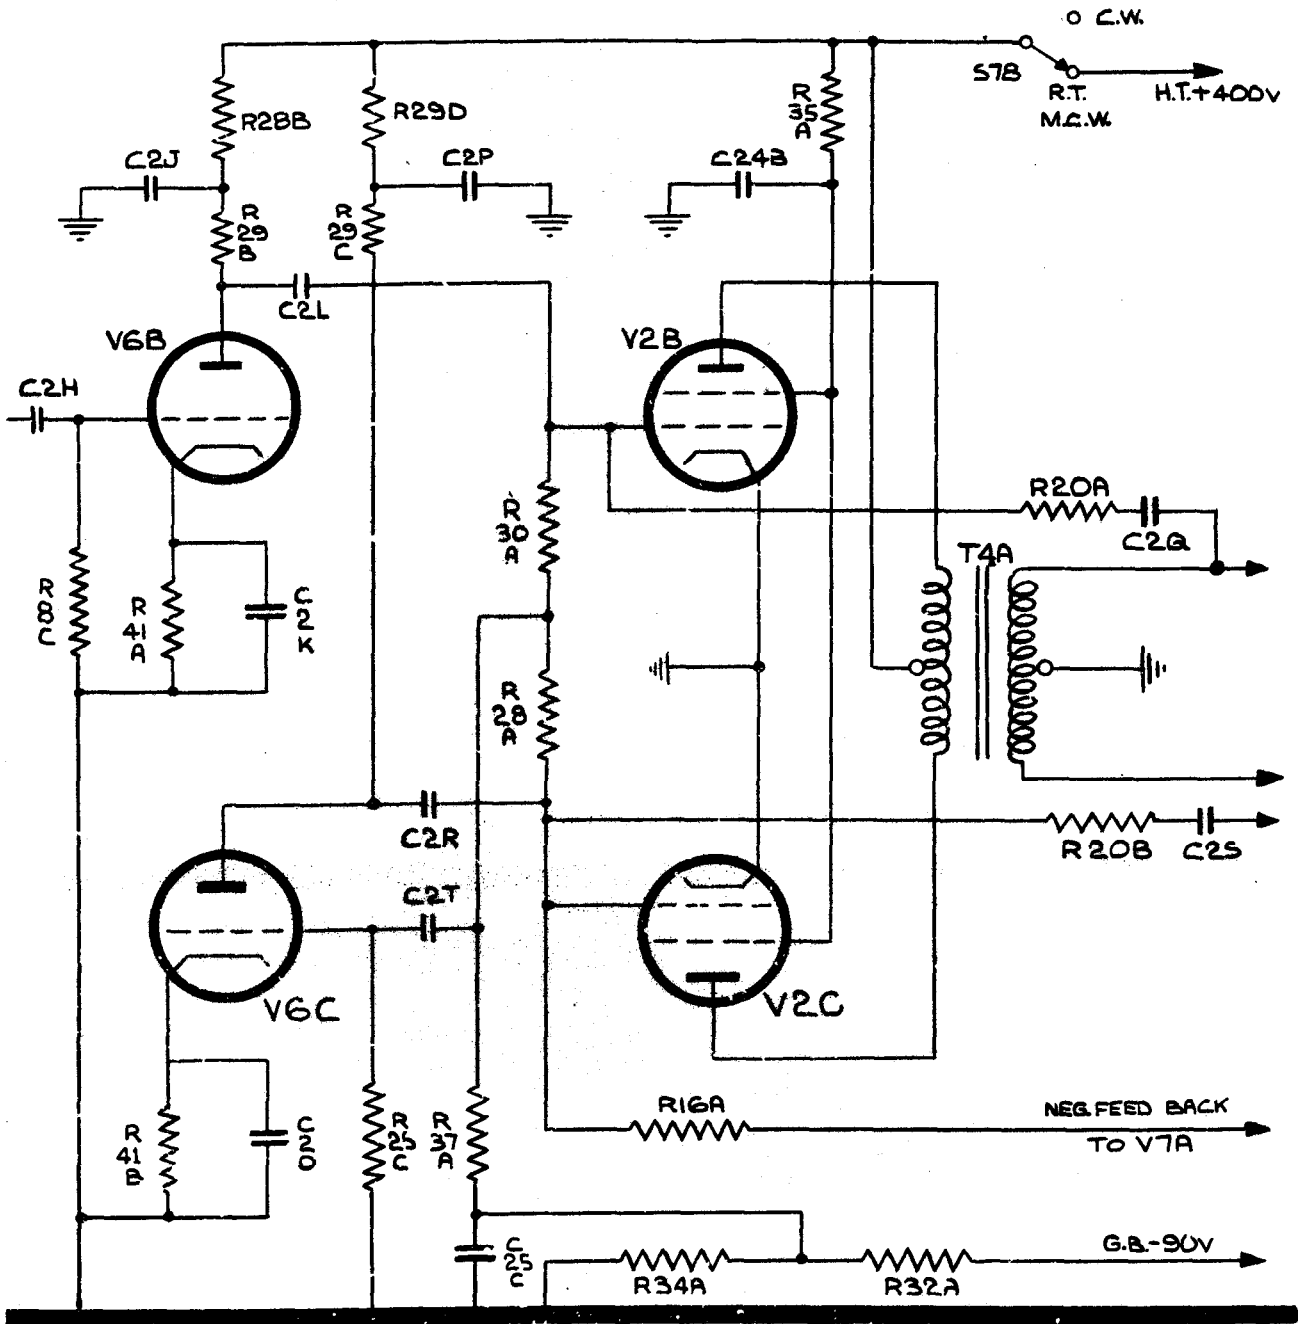 C.W.
S7B
R.T.
M.C.W.
H.T.+400V
R28B
R29D
R
35
A
C2J
C2P
C24B
R
29
B
R
29
C
C2L
V6B
V2B
C2H
R20A
C2Q
R
30
A
T4A
R
8
C
R
41
A
C
2
K
R
28
A
C2R
R20B
C2S
C2T
V6C
V2C
R16A
NEG. FEED BACK
TO V7A
R
41
B
C
2
O
R
25
C
R
37
A
C
25
C
G.B.-90V
R34A
R32A